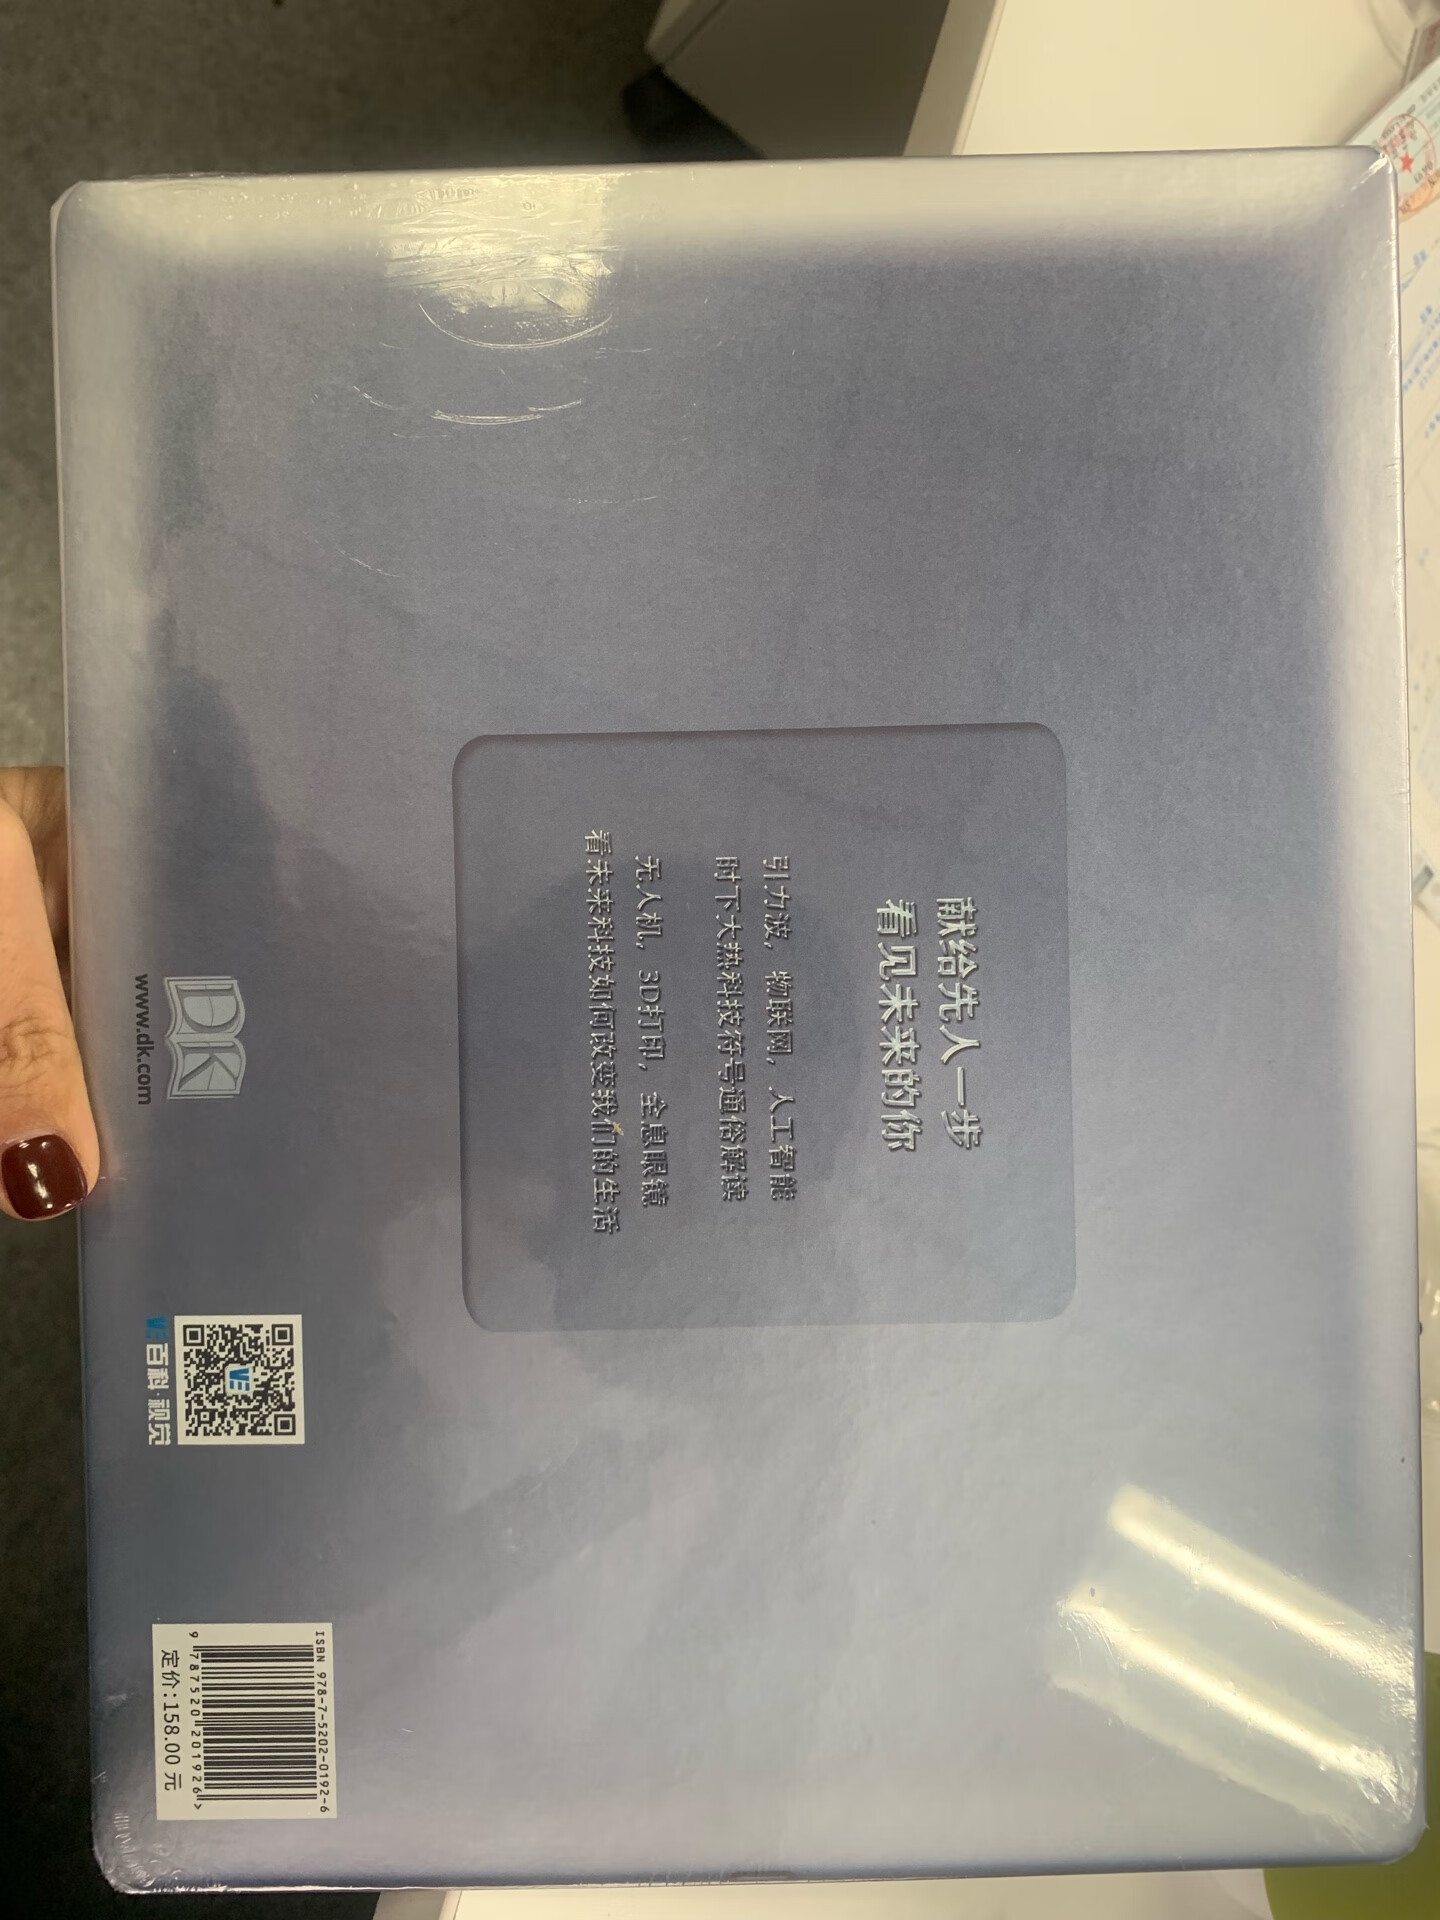 献给先人一步
看见未来的你
引力波，物联网，人工智能
时下大热科技符号通俗解读
无人机，3D打印，全息眼镜
看未来科技如何改变我们的生活
DK
www.dk.com
VE
VE百科·视觉
ISBN 978-7-5202-0192-6
9 787520 201926 >
定价：158.00 元